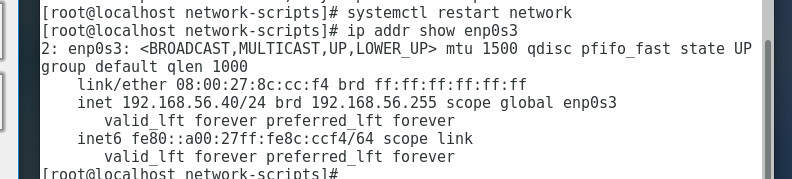 [root@localhost network-scripts]# systemctl restart network
[root@localhost network-scripts]# ip addr show enp0s3
2: enp0s3: <BROADCAST,MULTICAST,UP,LOWER_UP> mtu 1500 qdisc pfifo_fast state UP
group default qlen 1000
    link/ether 08:00:27:8c:cc:f4 brd ff:ff:ff:ff:ff:ff
    inet 192.168.56.40/24 brd 192.168.56.255 scope global enp0s3
       valid_lft forever preferred_lft forever
    inet6 fe80::a00:27ff:fe8c:ccf4/64 scope link
       valid_lft forever preferred_lft forever
[root@localhost network-scripts]#